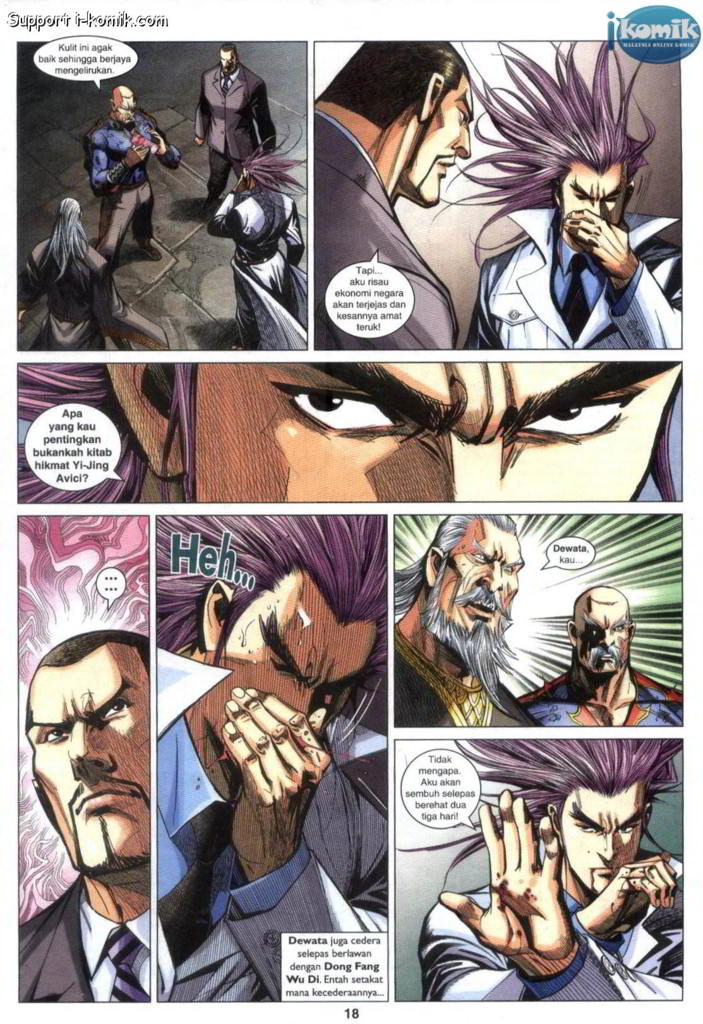 Support i-komik.com
ikomik
MALAYSIA ONLINE KOMIK
Kulit ini agak
baik sehingga berjaya
mengelirukan.
Tapi...
aku risau
ekonomi negara
akan terjejas dan
kesannya amat
teruk!
Apa
yang kau
pentingkan
bukankah kitab
hikmat Yi-Jing
Avici?
...
...
Heh...
Dewata juga cedera
selepas berlawan
dengan Dong Fang
Wu Di. Entah setakat
mana kecederaannya...
Dewata,
kau...
Tidak
mengapa.
Aku akan
sembuh selepas
berehat dua
tiga hari!
18